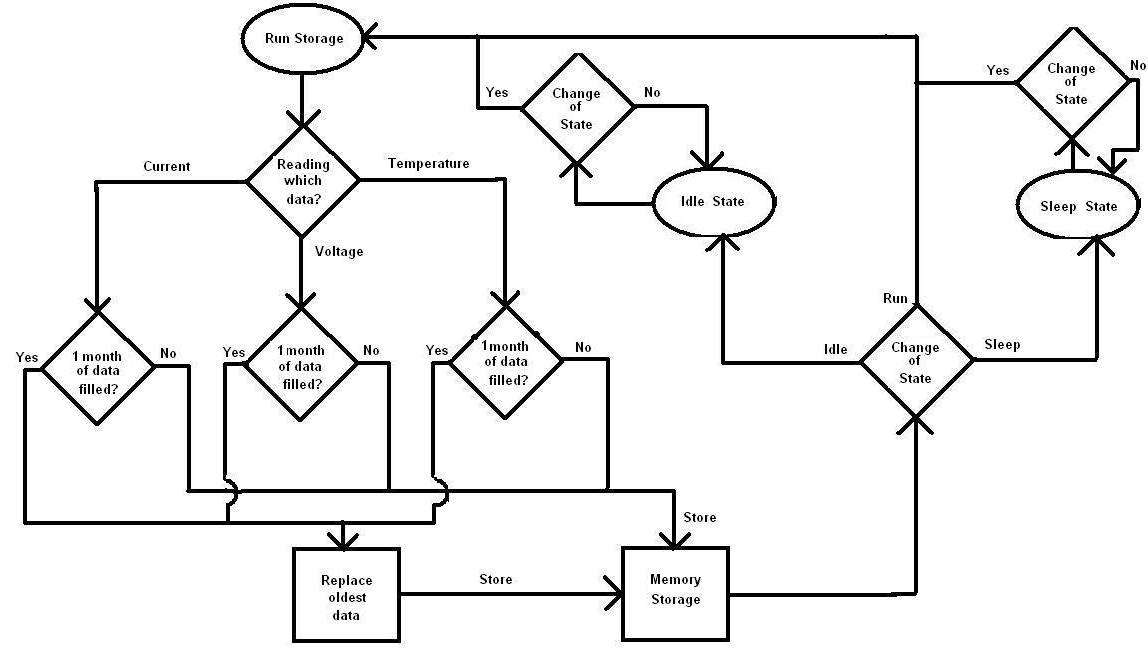 Run Storage
Change
of
State
Yes
No
Change
of
State
Yes
No
Reading
which
data?
Current
Temperature
Voltage
Idle State
Sleep State
Run
Idle
Sleep
Change
of
State
Yes
1 month
of data
filled?
No
Yes
1 month
of data
filled?
No
Yes
1month
of data
filled?
No
Store
Replace
oldest
data
Store
Memory
Storage